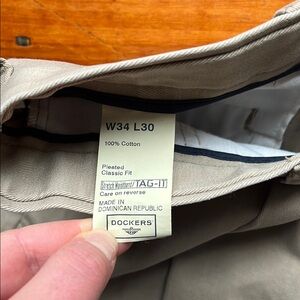 W34 L30
100% Cotton
Pleated
Classic Fit
Stretch Waistband/TAG-IT
Care on reverse
MADE IN
DOMINICAN REPUBLIC
DOCKERS